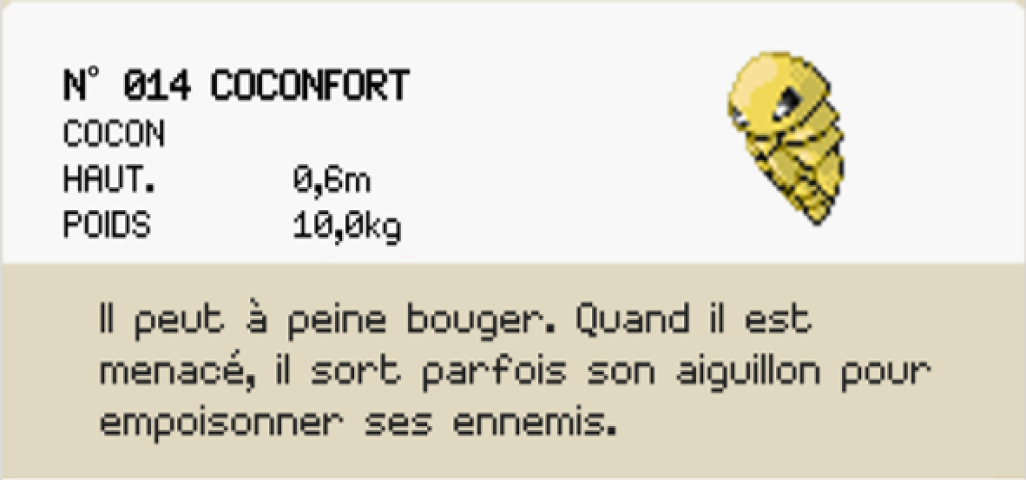 N° 014 COCONFORT
COCON
HAUT. 0,6m
POIDS 10,0kg
Il peut à peine bouger. Quand il est
menacé, il sort parfois son aiguillon pour
empoisonner ses ennemis.